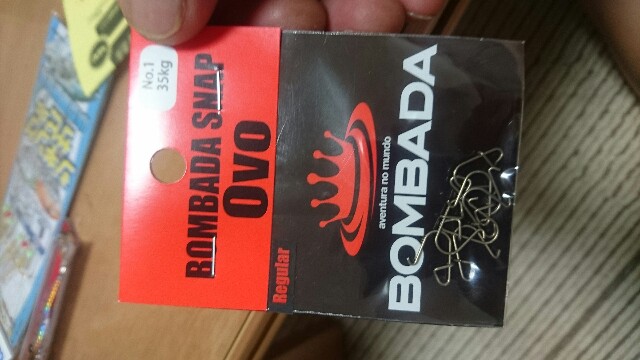 No.1
35kg
BOMBADA SNAP
Ovo
Regular
aventura no mundo
BOMBADA